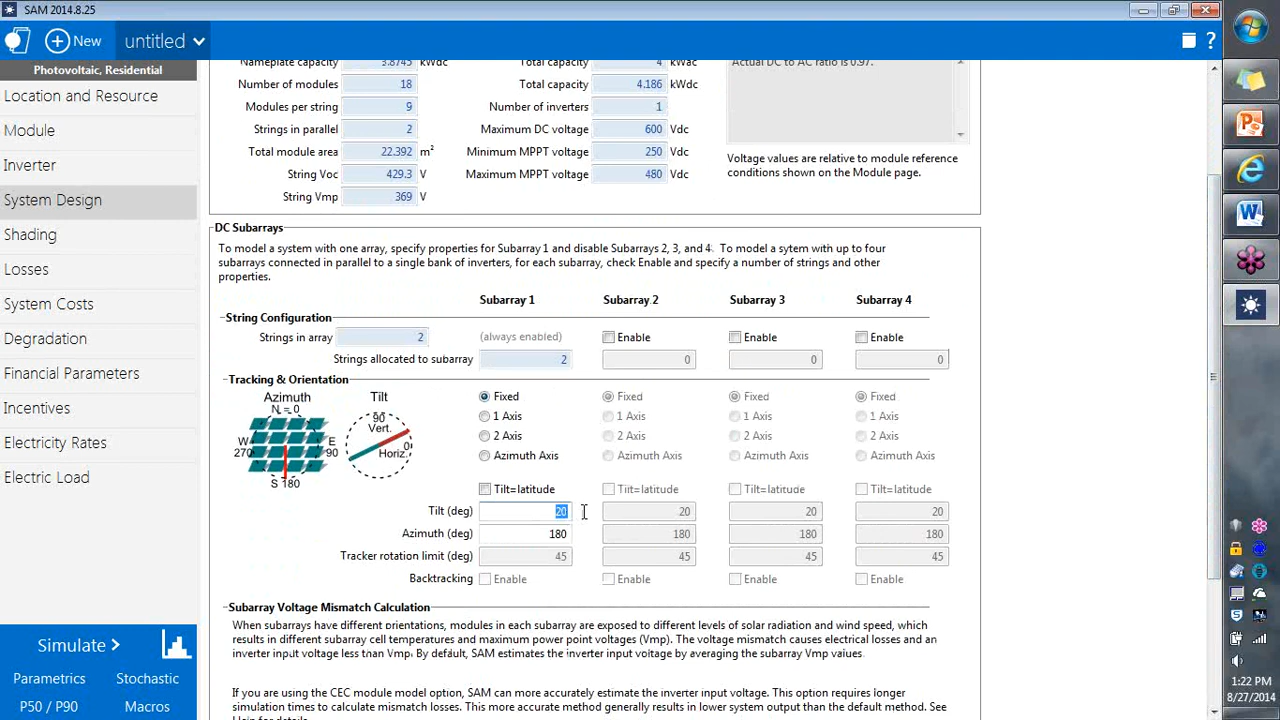 SAM 2014.8.25
New
untitled
?
Photovoltaic, Residential
Location and Resource
Module
Inverter
System Design
Shading
Losses
System Costs
Degradation
Financial Parameters
Incentives
Electricity Rates
Electric Load
Simulate >
Parametrics Stochastic
P50 / P90 Macros
Nameplate capacity 3.8745 kWdc Total capacity 4 kWac Actual DC to AC ratio is 0.97.
Number of modules 18 Total capacity 4.186 kWdc
Modules per string 9 Number of inverters 1
Strings in parallel 2 Maximum DC voltage 600 Vdc
Total module area 22.392 m² Minimum MPPT voltage 250 Vdc
String Voc 429.3 V Maximum MPPT voltage 480 Vdc
String Vmp 369 V
Voltage values are relative to module reference
conditions shown on the Module page.
DC Subarrays
To model a system with one array, specify properties for Subarray 1 and disable Subarrays 2, 3, and 4. To model a sytem with up to four
subarrays connected in parallel to a single bank of inverters, for each subarray, check Enable and specify a number of strings and other
properties.
Subarray 1 Subarray 2 Subarray 3 Subarray 4
String Configuration
Strings in array 2 (always enabled) Enable Enable Enable
Strings allocated to subarray 2 0 0 0
Tracking & Orientation
Azimuth Tilt Fixed Fixed Fixed Fixed
N = 0 90 Vert. 1 Axis 1 Axis 1 Axis 1 Axis
W 270 E 90 Horiz. 0 2 Axis 2 Axis 2 Axis 2 Axis
Azimuth Axis Azimuth Axis Azimuth Axis Azimuth Axis
S 180
Tilt=latitude Tilt=latitude Tilt=latitude Tilt=latitude
Tilt (deg) 20 20 20 20
Azimuth (deg) 180 180 180 180
Tracker rotation limit (deg) 45 45 45 45
Backtracking Enable Enable Enable Enable
Subarray Voltage Mismatch Calculation
When subarrays have different orientations, modules in each subarray are exposed to different levels of solar radiation and wind speed, which
results in different subarray cell temperatures and maximum power point voltages (Vmp). The voltage mismatch causes electrical losses and an
inverter input voltage less than Vmp. By default, SAM estimates the inverter input voltage by averaging the subarray Vmp values.
If you are using the CEC module model option, SAM can more accurately estimate the inverter input voltage. This option requires longer
simulation times to calculate mismatch losses. This more accurate method generally results in lower system output than the default method. See
Help for details.
1:22 PM
8/27/2014